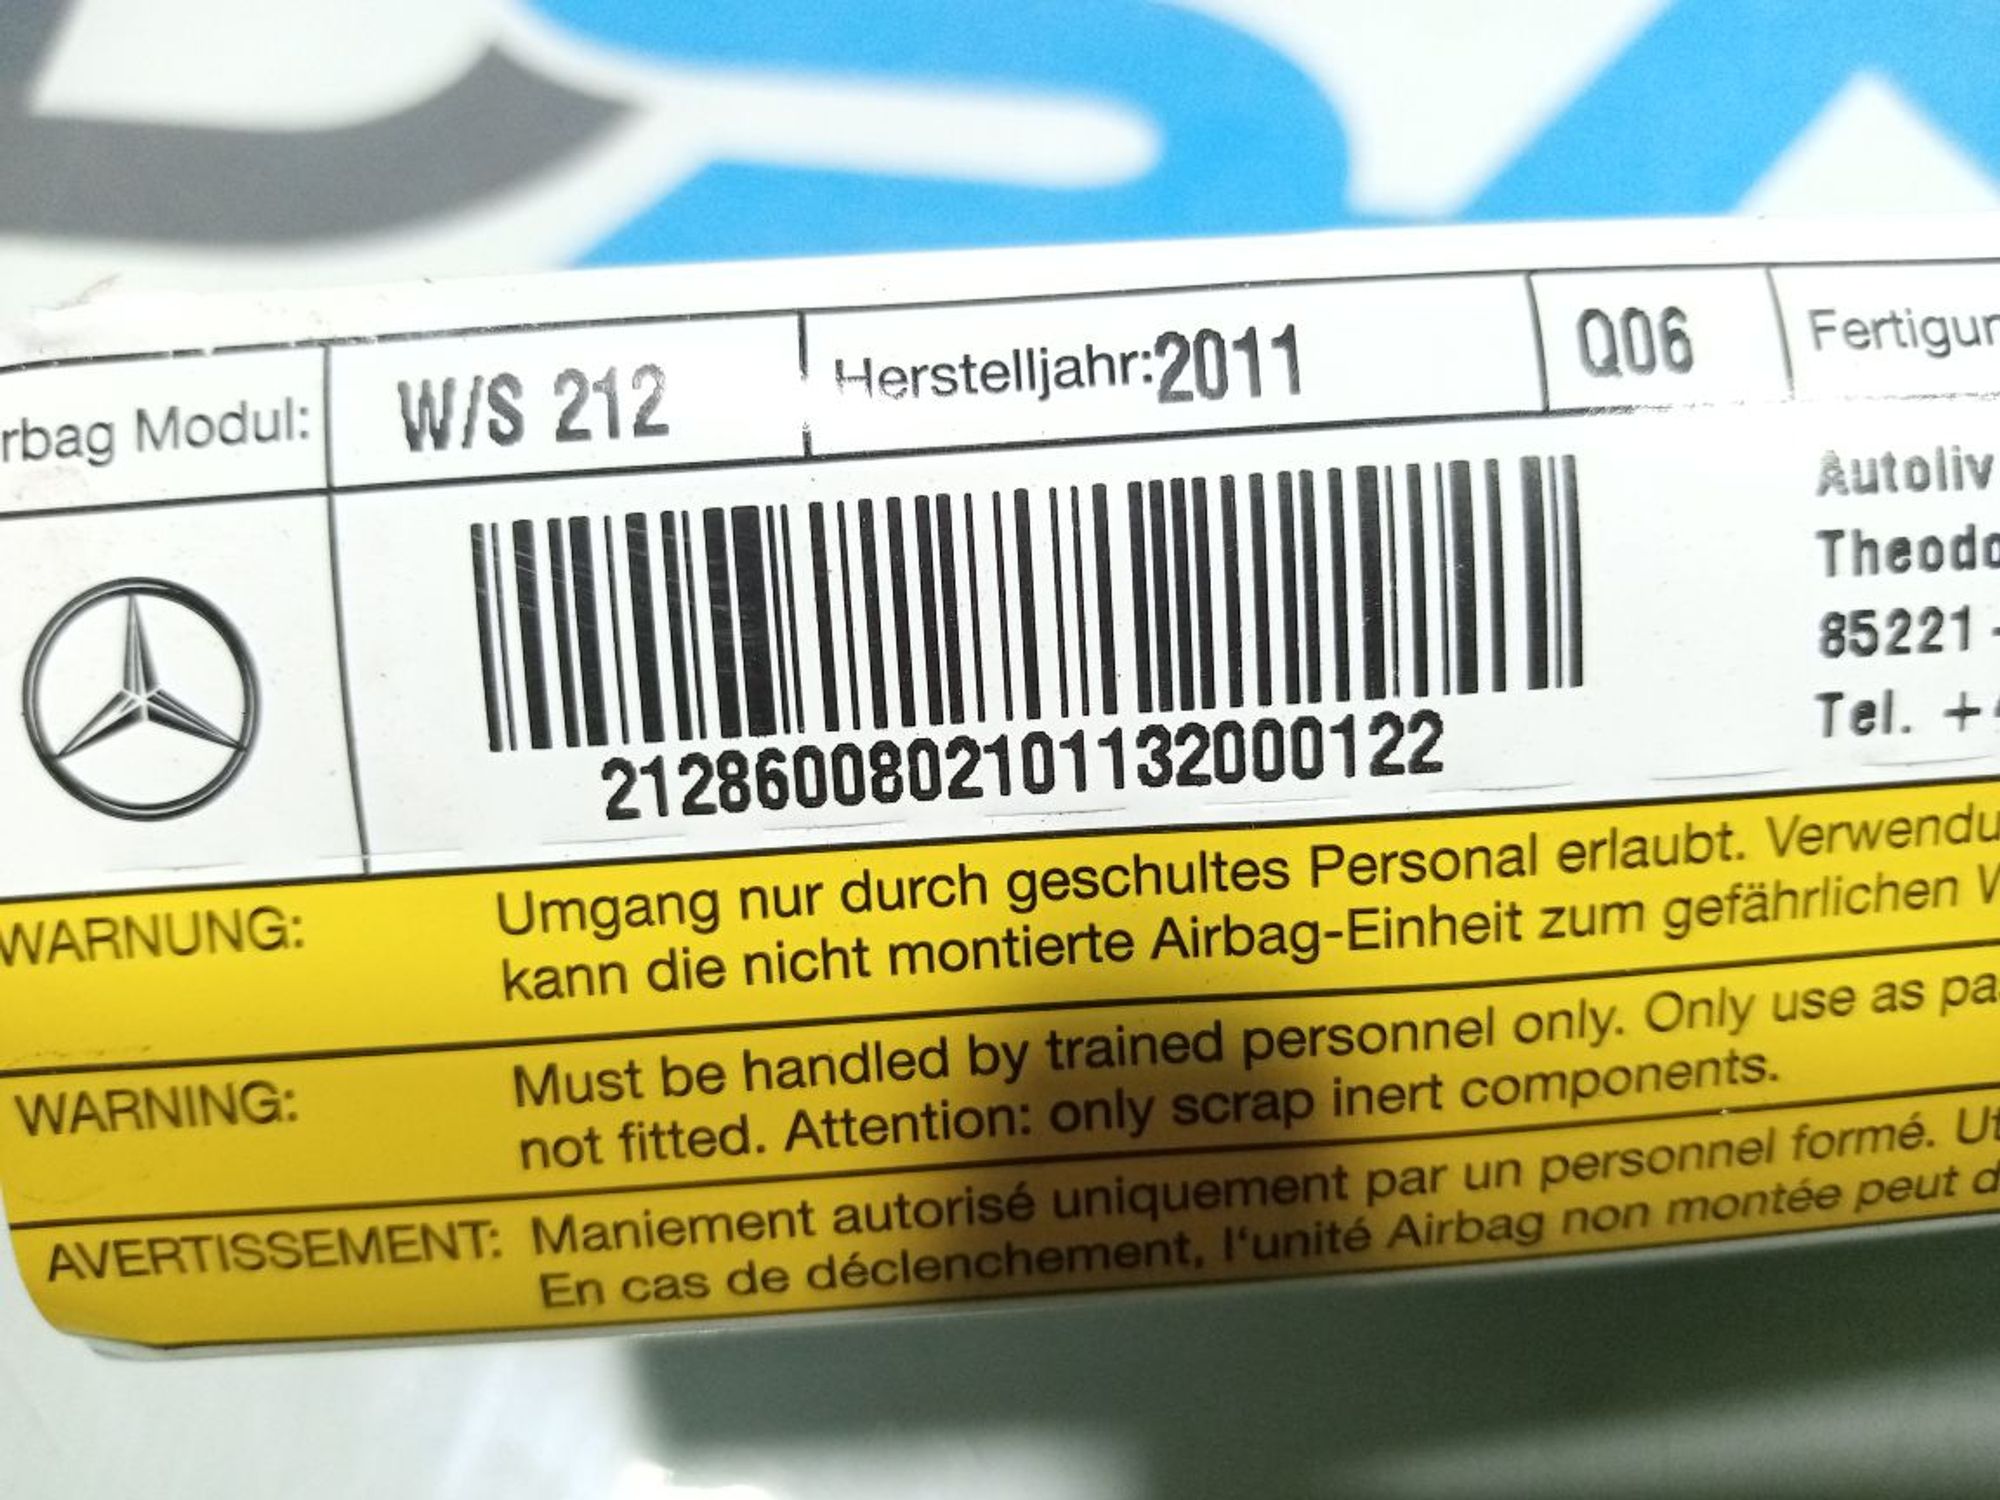 rbag Modul: W/S 212 Herstelljahr:2011 Q06 Fertigun
Autoliv
Theodo
85221 -
Tel. +4
2128600802101132000122
WARNUNG: Umgang nur durch geschultes Personal erlaubt. Verwendu
kann die nicht montierte Airbag-Einheit zum gefährlichen
WARNING: Must be handled by trained personnel only. Only use as pa
not fitted. Attention: only scrap inert components.
AVERTISSEMENT: Maniement autorisé uniquement par un personnel formé. Ut
En cas de déclenchement, l'unité Airbag non montée peut d